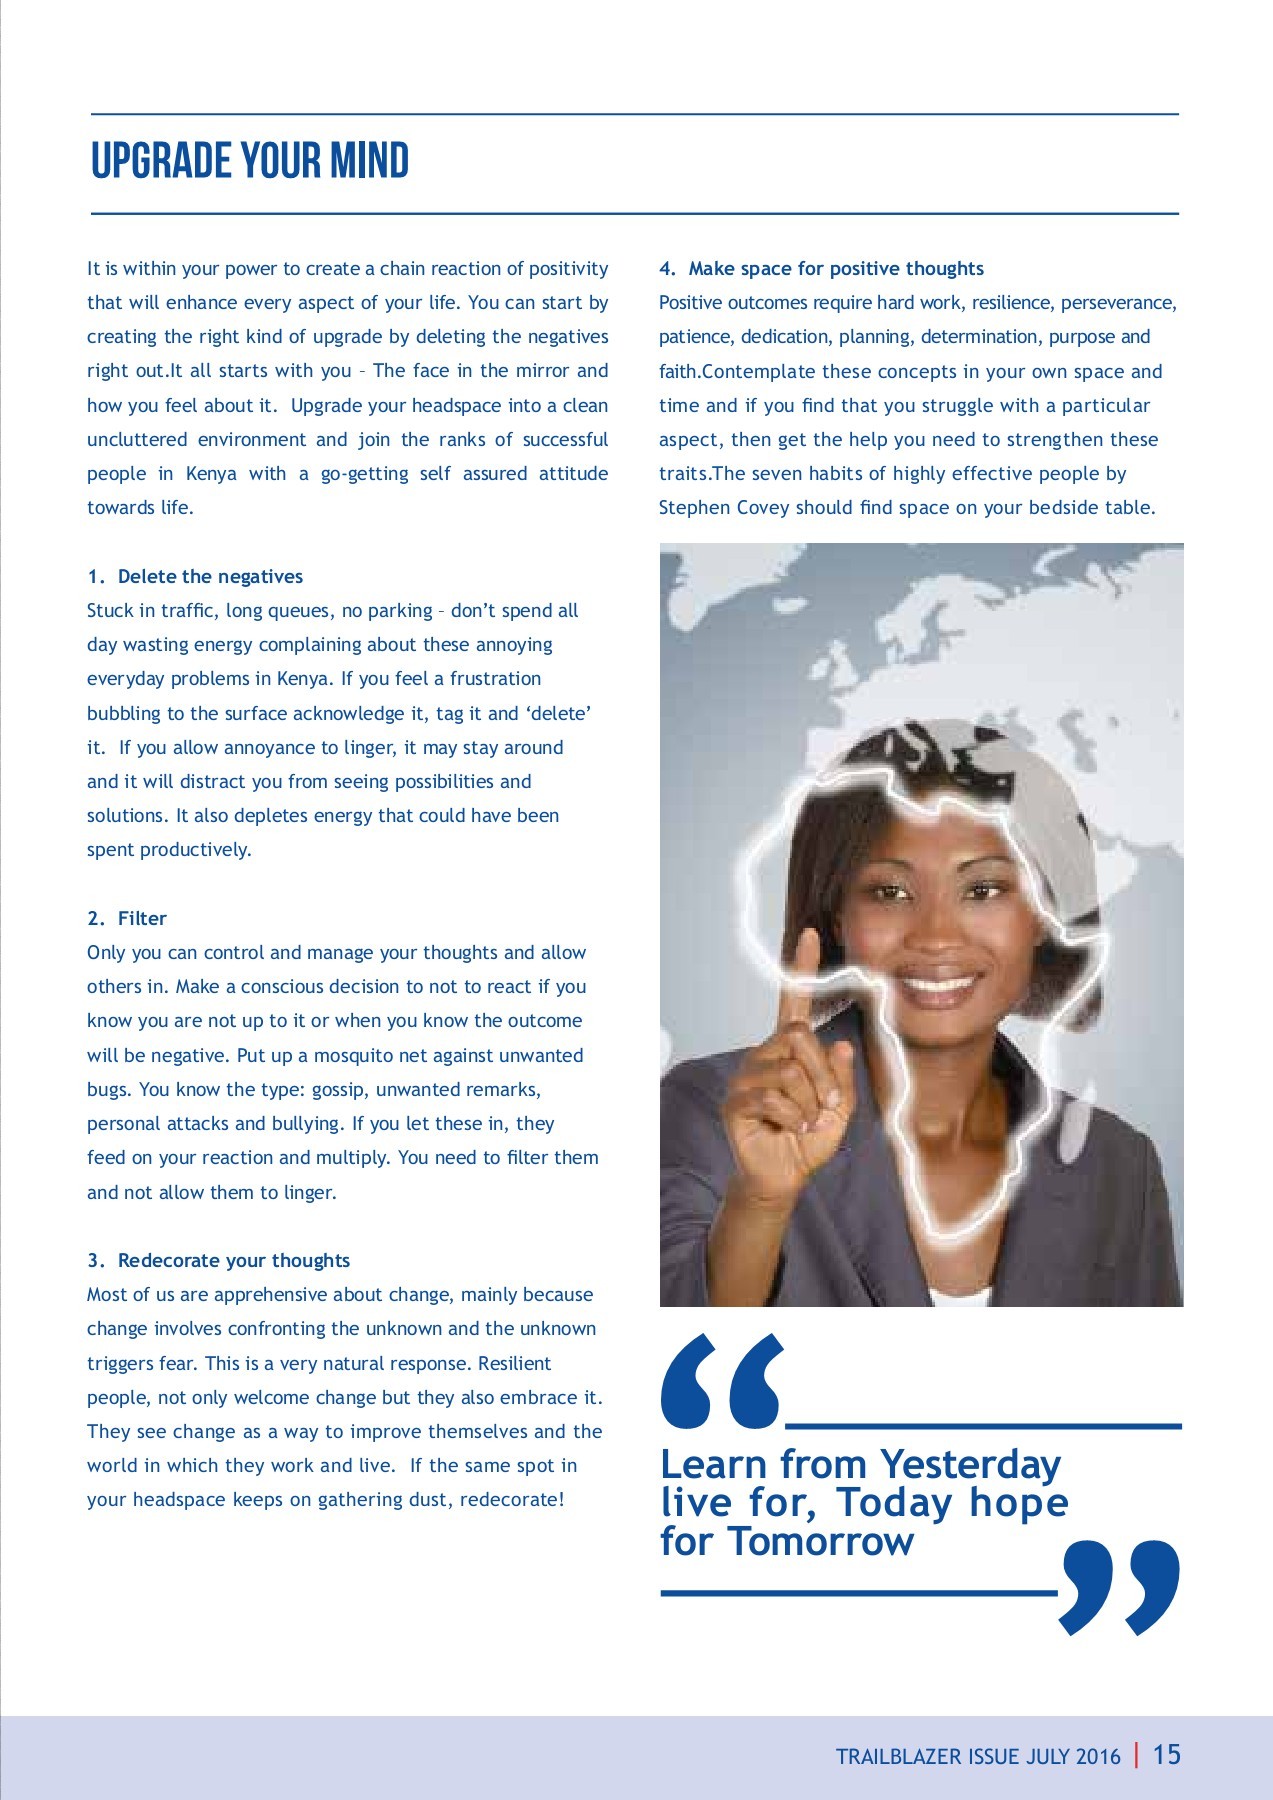 UPGRADE YOUR MIND
It is within your power to create a chain reaction of positivity
that will enhance every aspect of your life. You can start by
creating the right kind of upgrade by deleting the negatives
right out.It all starts with you – The face in the mirror and
how you feel about it.  Upgrade your headspace into a clean
uncluttered environment and join the ranks of successful
people in Kenya with a go-getting self assured attitude
towards life.
1.  Delete the negatives
Stuck in traffic, long queues, no parking – don’t spend all
day wasting energy complaining about these annoying
everyday problems in Kenya. If you feel a frustration
bubbling to the surface acknowledge it, tag it and ‘delete’
it.  If you allow annoyance to linger, it may stay around
and it will distract you from seeing possibilities and
solutions. It also depletes energy that could have been
spent productively.
2.  Filter
Only you can control and manage your thoughts and allow
others in. Make a conscious decision to not to react if you
know you are not up to it or when you know the outcome
will be negative. Put up a mosquito net against unwanted
bugs. You know the type: gossip, unwanted remarks,
personal attacks and bullying. If you let these in, they
feed on your reaction and multiply. You need to filter them
and not allow them to linger.
3.  Redecorate your thoughts
Most of us are apprehensive about change, mainly because
change involves confronting the unknown and the unknown
triggers fear. This is a very natural response. Resilient
people, not only welcome change but they also embrace it.
They see change as a way to improve themselves and the
world in which they work and live.  If the same spot in
your headspace keeps on gathering dust, redecorate!
4.  Make space for positive thoughts
Positive outcomes require hard work, resilience, perseverance,
patience, dedication, planning, determination, purpose and
faith.Contemplate these concepts in your own space and
time and if you find that you struggle with a particular
aspect, then get the help you need to strengthen these
traits.The seven habits of highly effective people by
Stephen Covey should find space on your bedside table.
“
Learn from Yesterday
live for, Today hope
for Tomorrow
”
TRAILBLAZER ISSUE JULY 2016 | 15